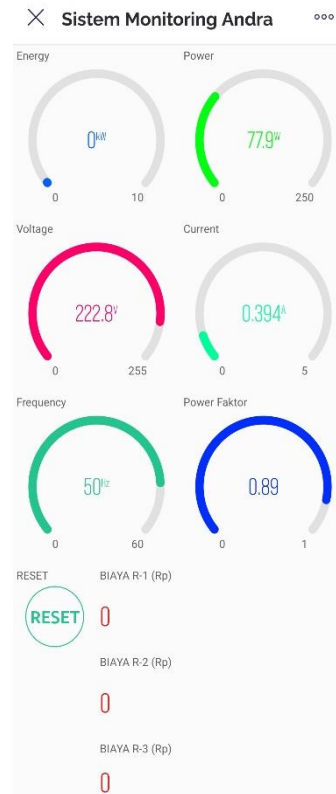 Sistem Monitoring Andra
Energy Power
0kW 77.9W
0 10 0 250
Voltage Current
222.8V 0.394A
0 255 0 5
Frequency Power Faktor
50Hz 0.89
0 60 0 1
RESET BIAYA R-1 (Rp)
RESET 0
BIAYA R-2 (Rp)
0
BIAYA R-3 (Rp)
0